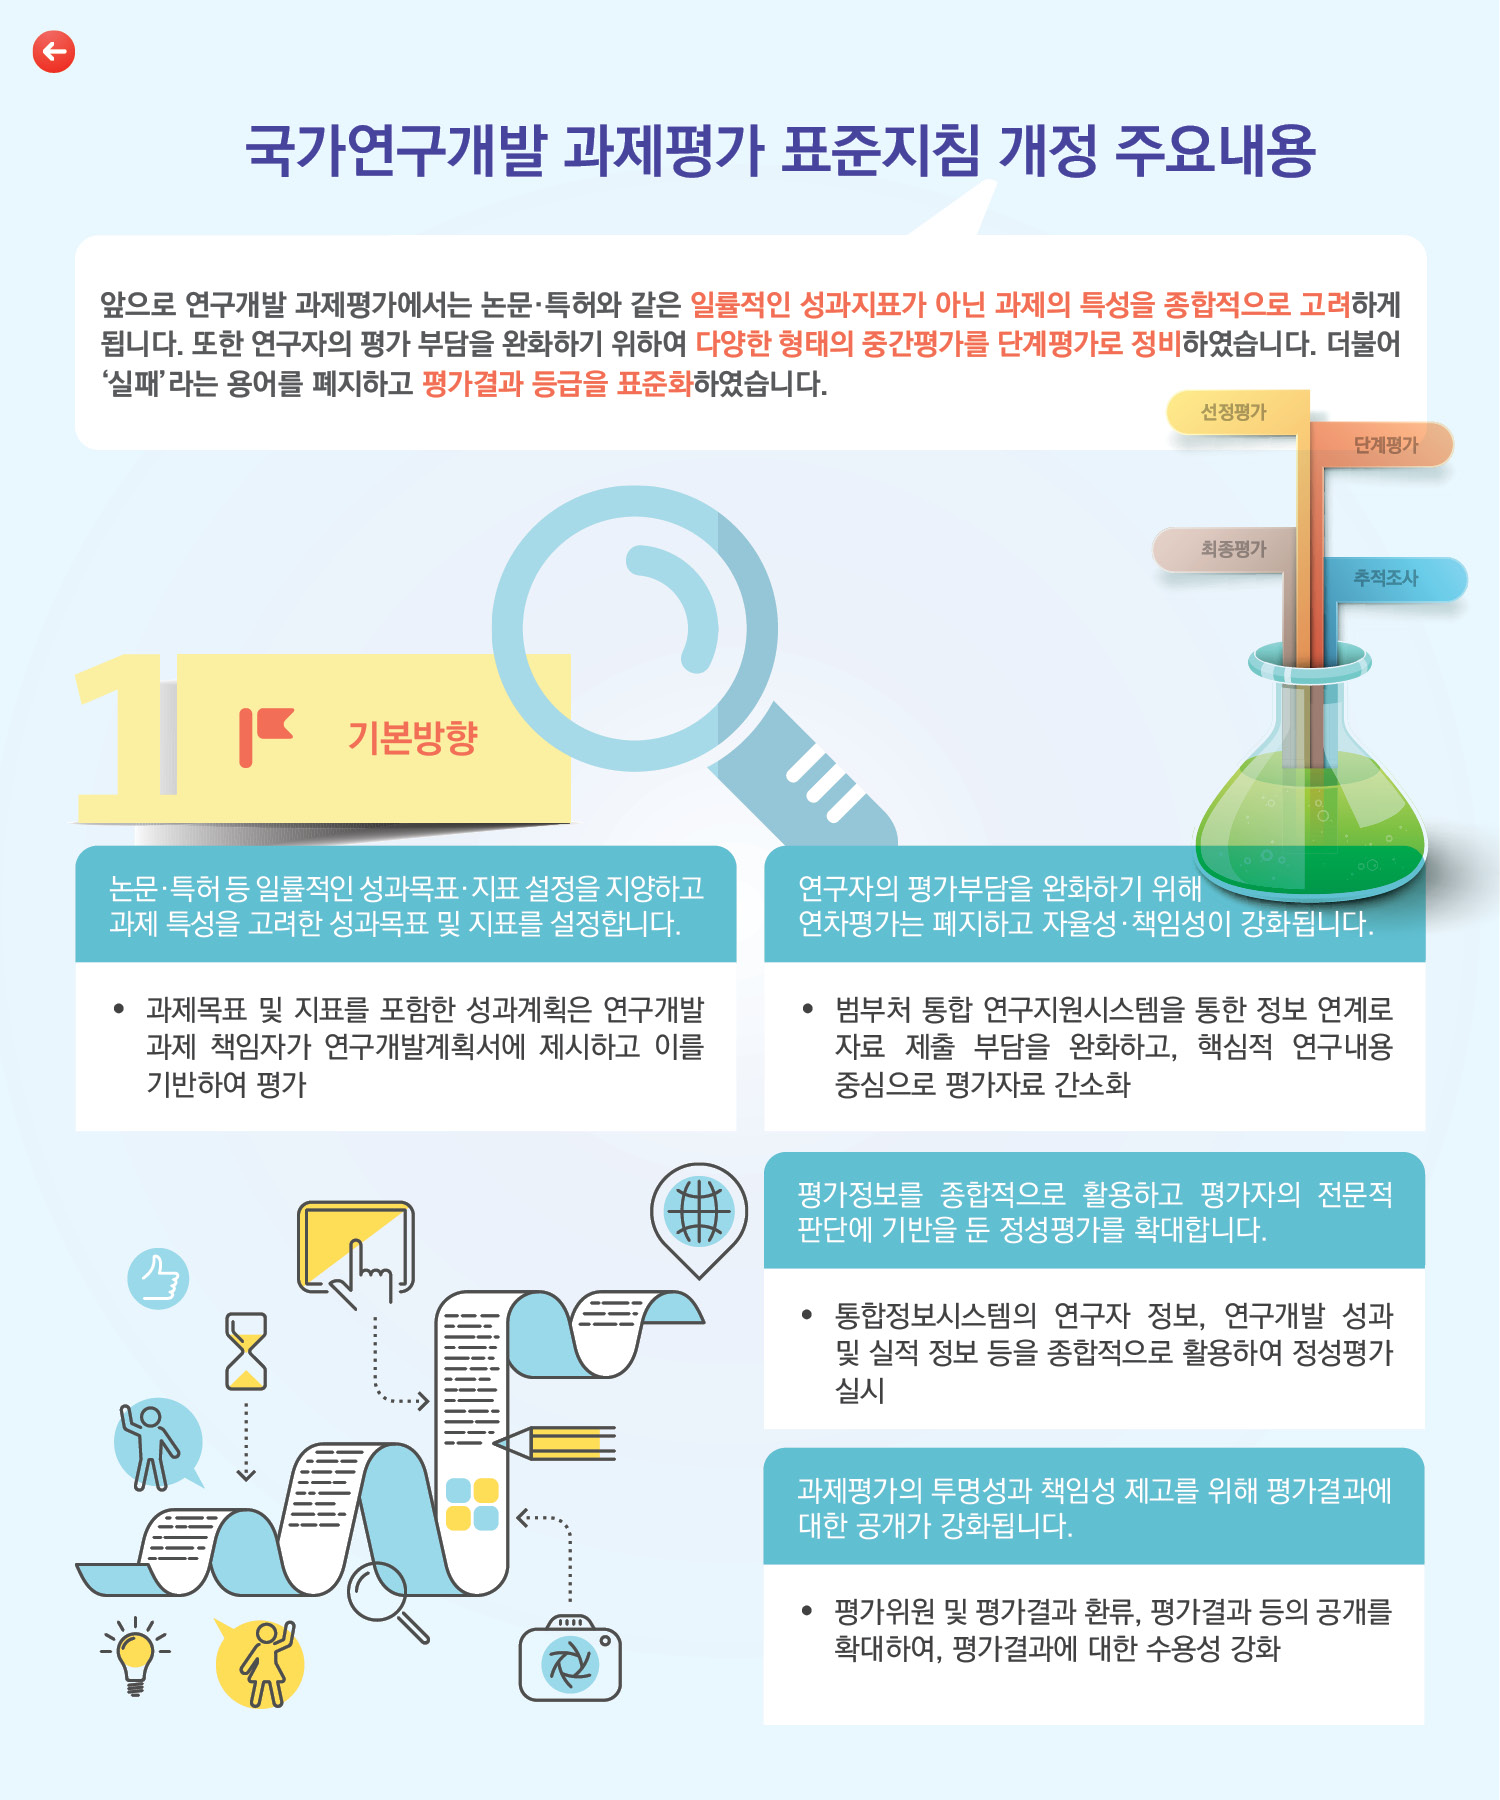 국가연구개발 과제평가 표준지침 개정 주요내용
앞으로 연구개발 과제평가에서는 논문·특허와 같은 일률적인 성과지표가 아닌 과제의 특성을 종합적으로 고려하게
됩니다. 또한 연구자의 평가 부담을 완화하기 위하여 다양한 형태의 중간평가를 단계평가로 정비하였습니다. 더불어
‘실패’라는 용어를 폐지하고 평가결과 등급을 표준화하였습니다.
선정평가
단계평가
최종평가
추적조사
1 기본방향
논문·특허 등 일률적인 성과목표·지표 설정을 지양하고
과제 특성을 고려한 성과목표 및 지표를 설정합니다.
• 과제목표 및 지표를 포함한 성과계획은 연구개발
과제 책임자가 연구개발계획서에 제시하고 이를
기반하여 평가
연구자의 평가부담을 완화하기 위해
연차평가는 폐지하고 자율성·책임성이 강화됩니다.
• 범부처 통합 연구지원시스템을 통한 정보 연계로
자료 제출 부담을 완화하고, 핵심적 연구내용
중심으로 평가자료 간소화
평가정보를 종합적으로 활용하고 평가자의 전문적
판단에 기반을 둔 정성평가를 확대합니다.
• 통합정보시스템의 연구자 정보, 연구개발 성과
및 실적 정보 등을 종합적으로 활용하여 정성평가
실시
과제평가의 투명성과 책임성 제고를 위해 평가결과에
대한 공개가 강화됩니다.
• 평가위원 및 평가결과 환류, 평가결과 등의 공개를
확대하여, 평가결과에 대한 수용성 강화